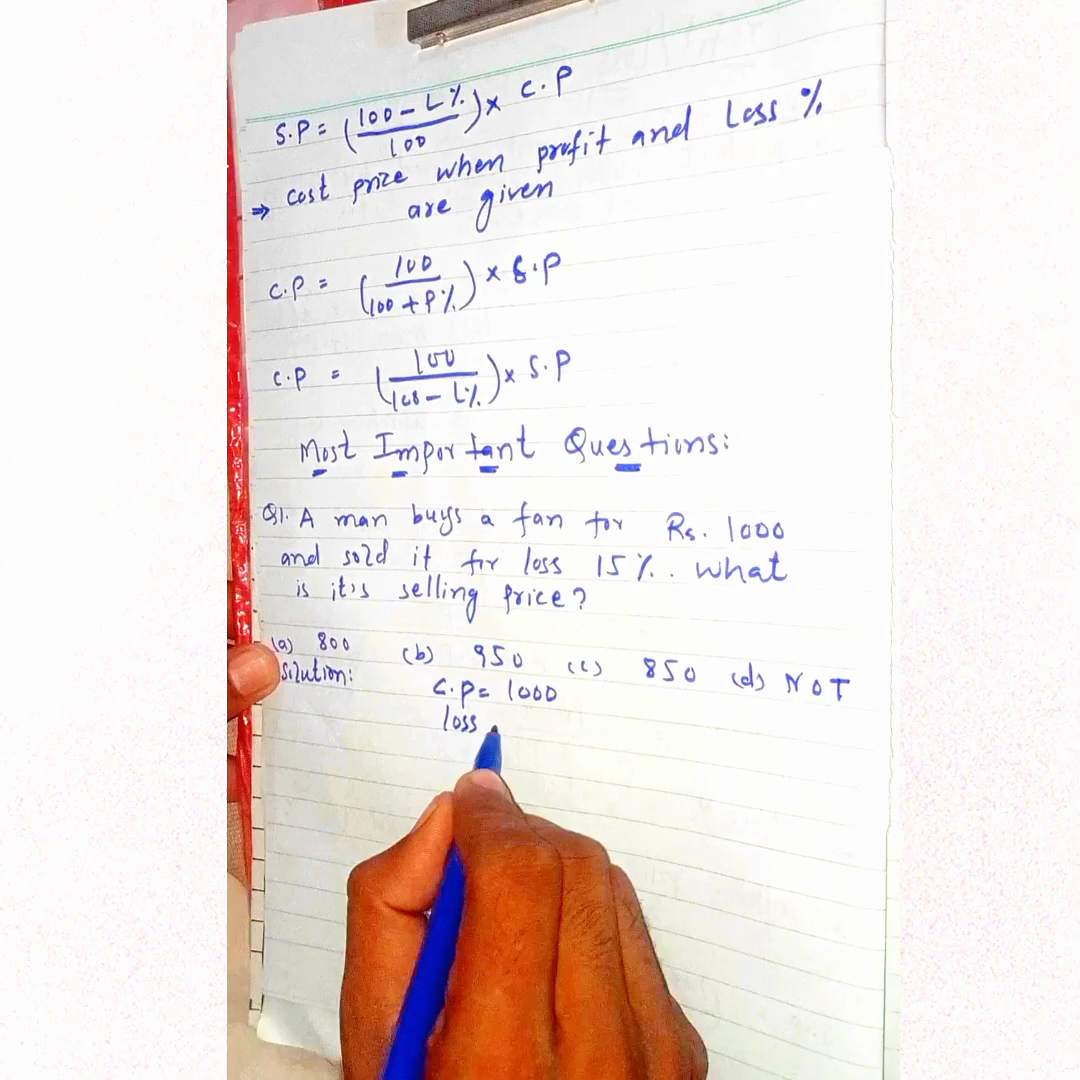 S.P = (100 - L% / 100) × C.P
⇒ cost prize when profit and Loss %
are given
C.P = (100 / 100 + P%) × S.P
C.P = (100 / 100 - L%) × S.P
Most Important Questions:
Q1. A man buys a fan for Rs. 1000
and sold it for loss 15%. what
is it's selling price?
(a) 800 (b) 950 (c) 850 (d) NOT
solution:
C.P = 1000
loss